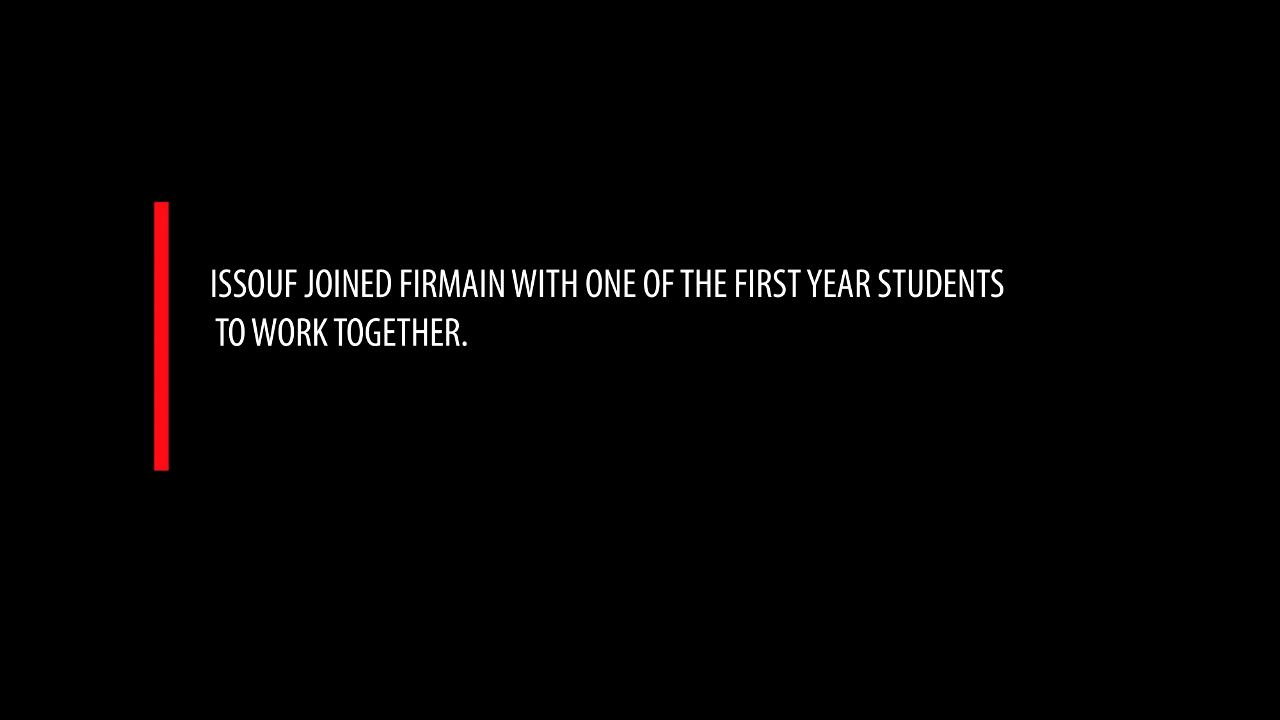 ISSOUF JOINED FIRMAIN WITH ONE OF THE FIRST YEAR STUDENTS
TO WORK TOGETHER.